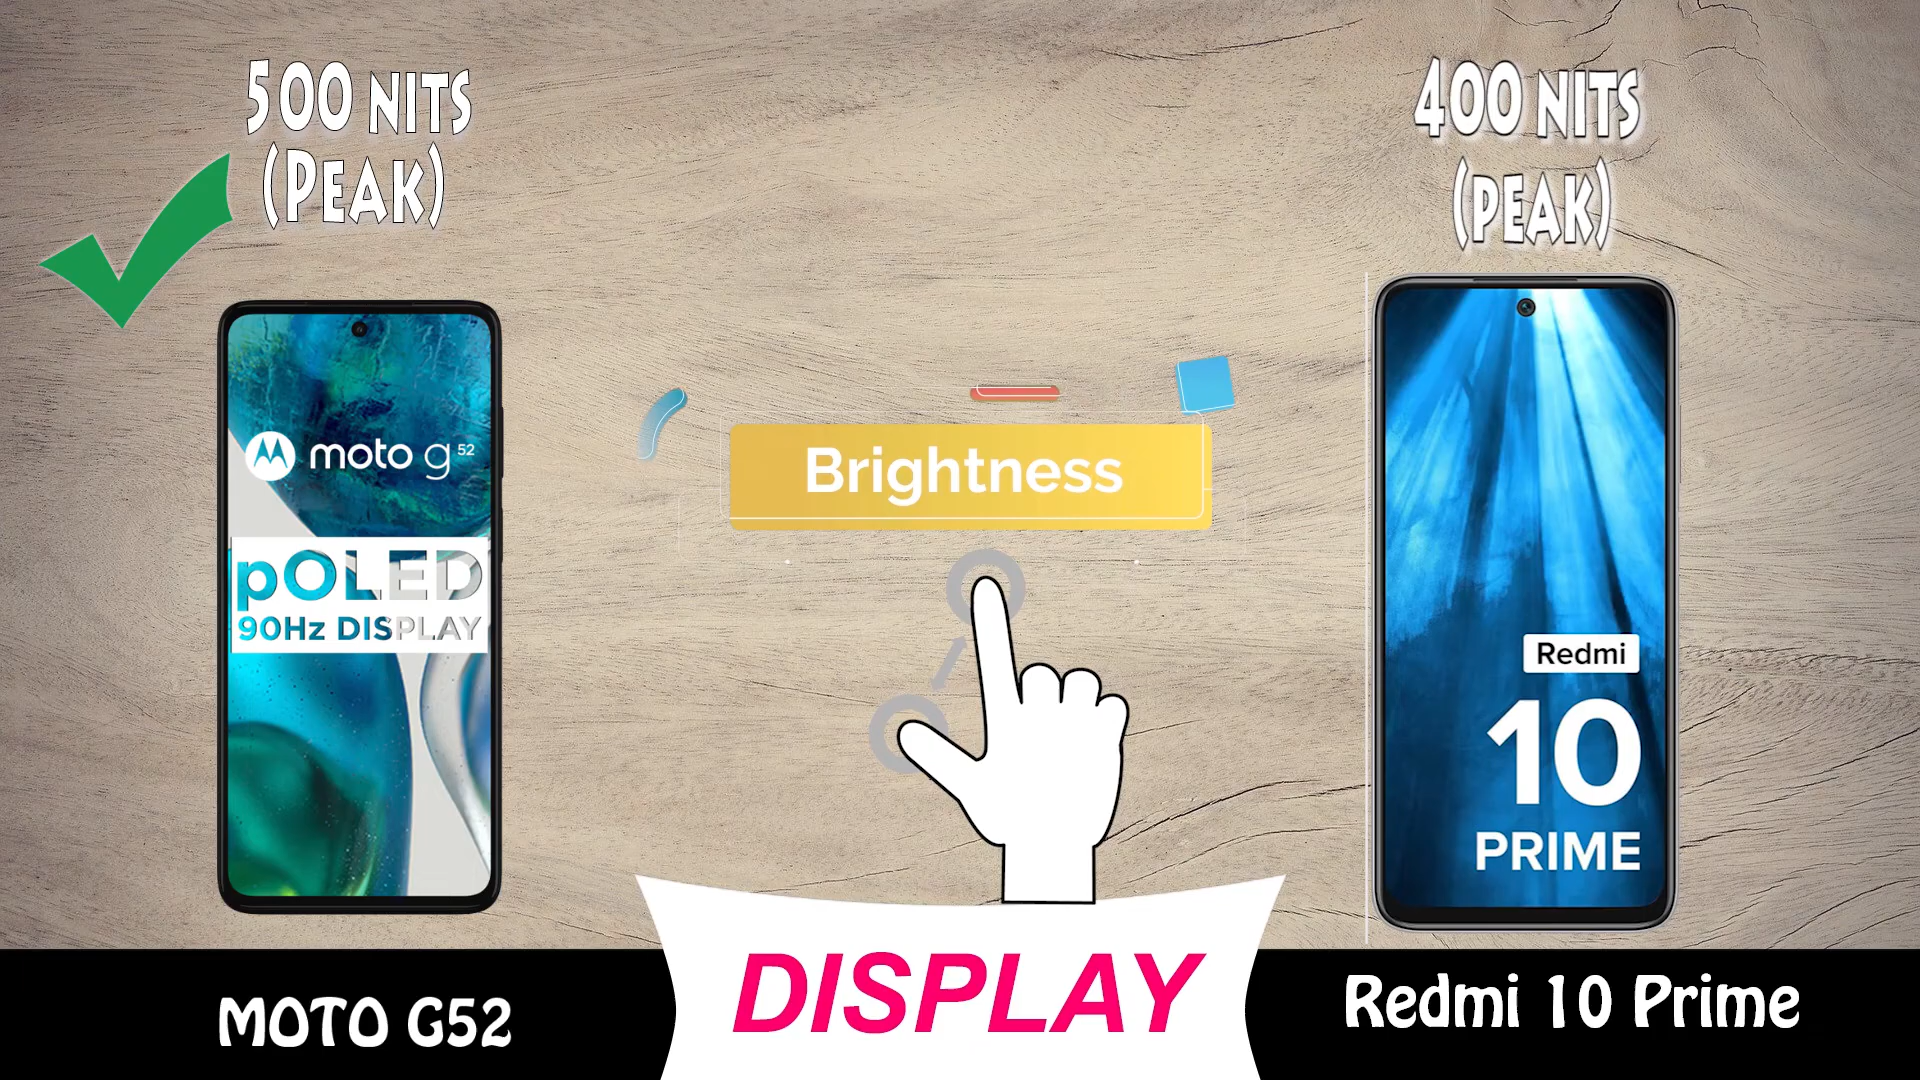 500 NITS
(PEAK)
400 NITS
(PEAK)
moto g52
pOLED
90Hz DISPLAY
Brightness
Redmi
10
PRIME
MOTO G52
DISPLAY
Redmi 10 Prime